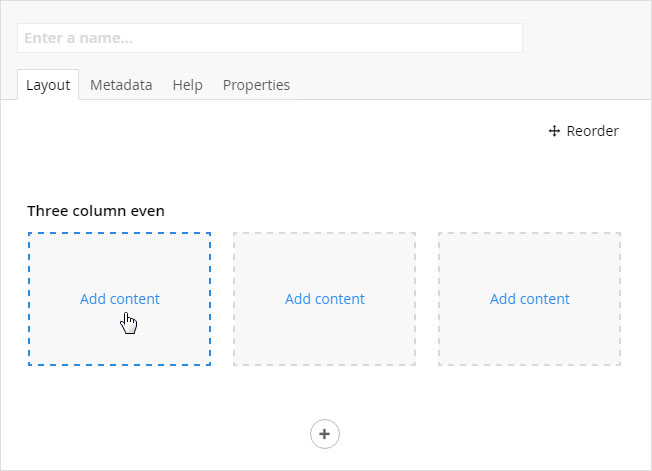 Enter a name...
Layout Metadata Help Properties
Reorder
Three column even
Add content Add content Add content